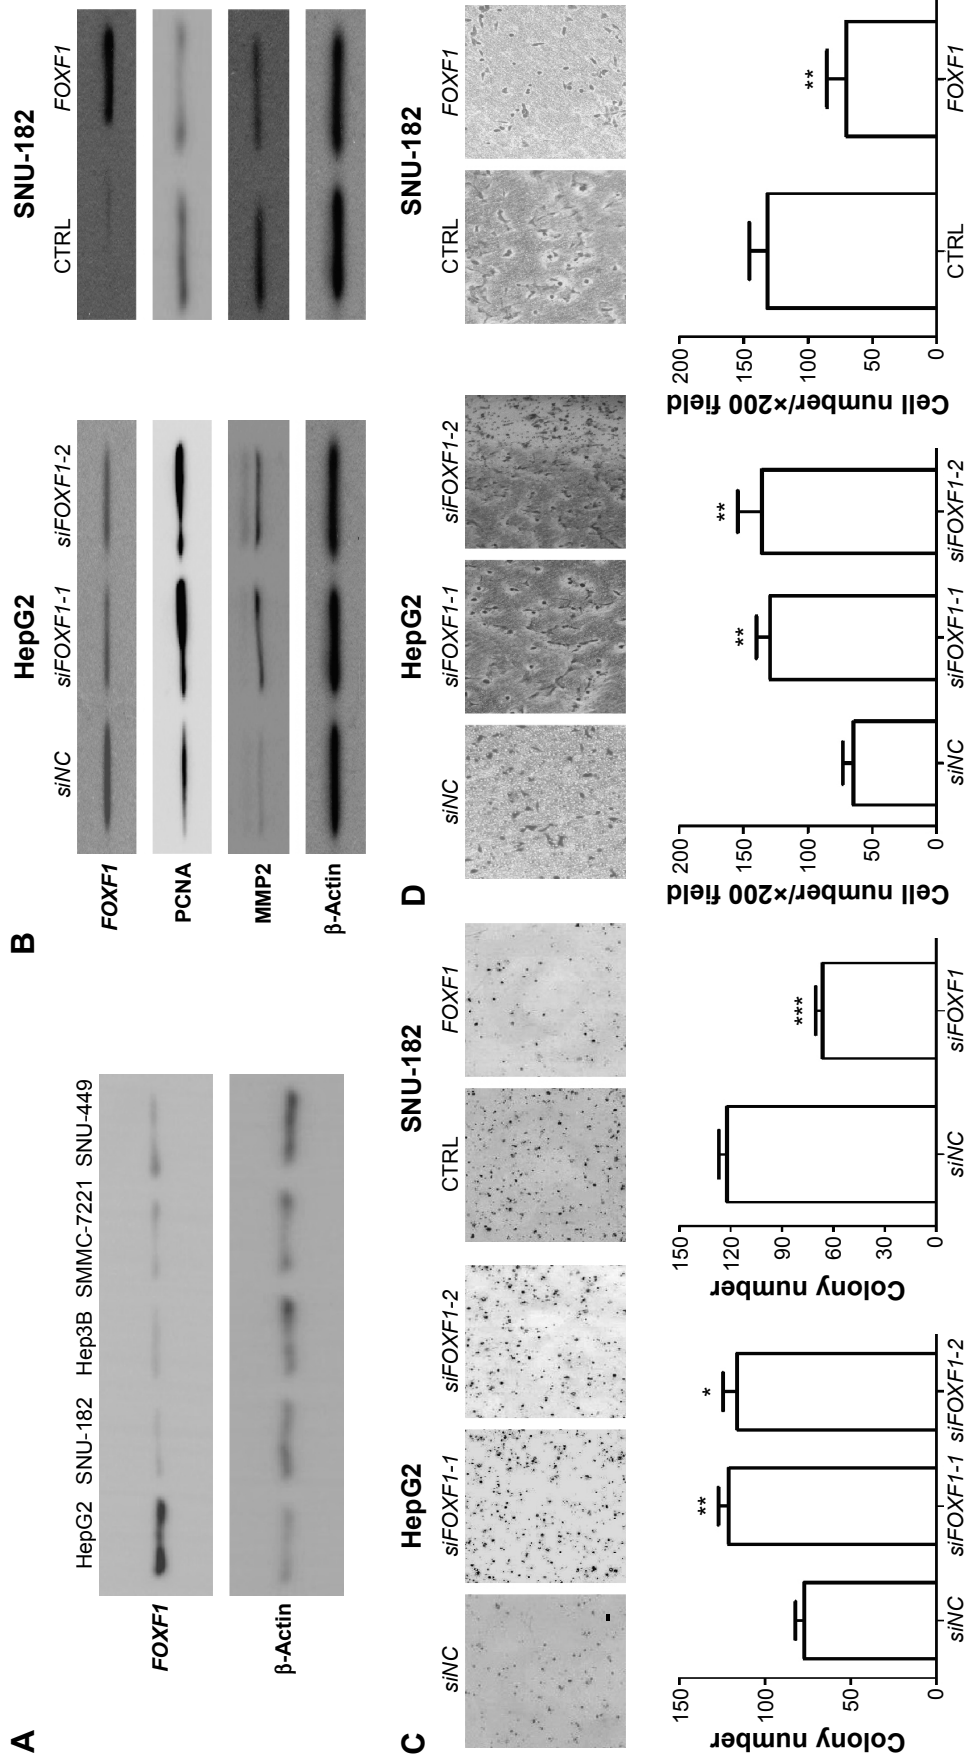 A
HepG2 SNU-182 Hep3B SMMC-7221 SNU-449
FOXF1
β-Actin
B
HepG2 SNU-182
siNC siFOXF1-1 siFOXF1-2 CTRL FOXF1
FOXF1
PCNA
MMP2
β-Actin
C
HepG2 SNU-182
siNC siFOXF1-1 siFOXF1-2 CTRL FOXF1
Colony number
150
100
50
0
** *
siNC siFOXF1-1 siFOXF1-2
Colony number
150
120
90
60
30
0
***
siNC siFOXF1
D
HepG2 SNU-182
siNC siFOXF1-1 siFOXF1-2 CTRL FOXF1
Cell number/×200 field
200
150
100
50
0
** **
siNC siFOXF1-1 siFOXF1-2
Cell number/×200 field
200
150
100
50
0
**
CTRL FOXF1